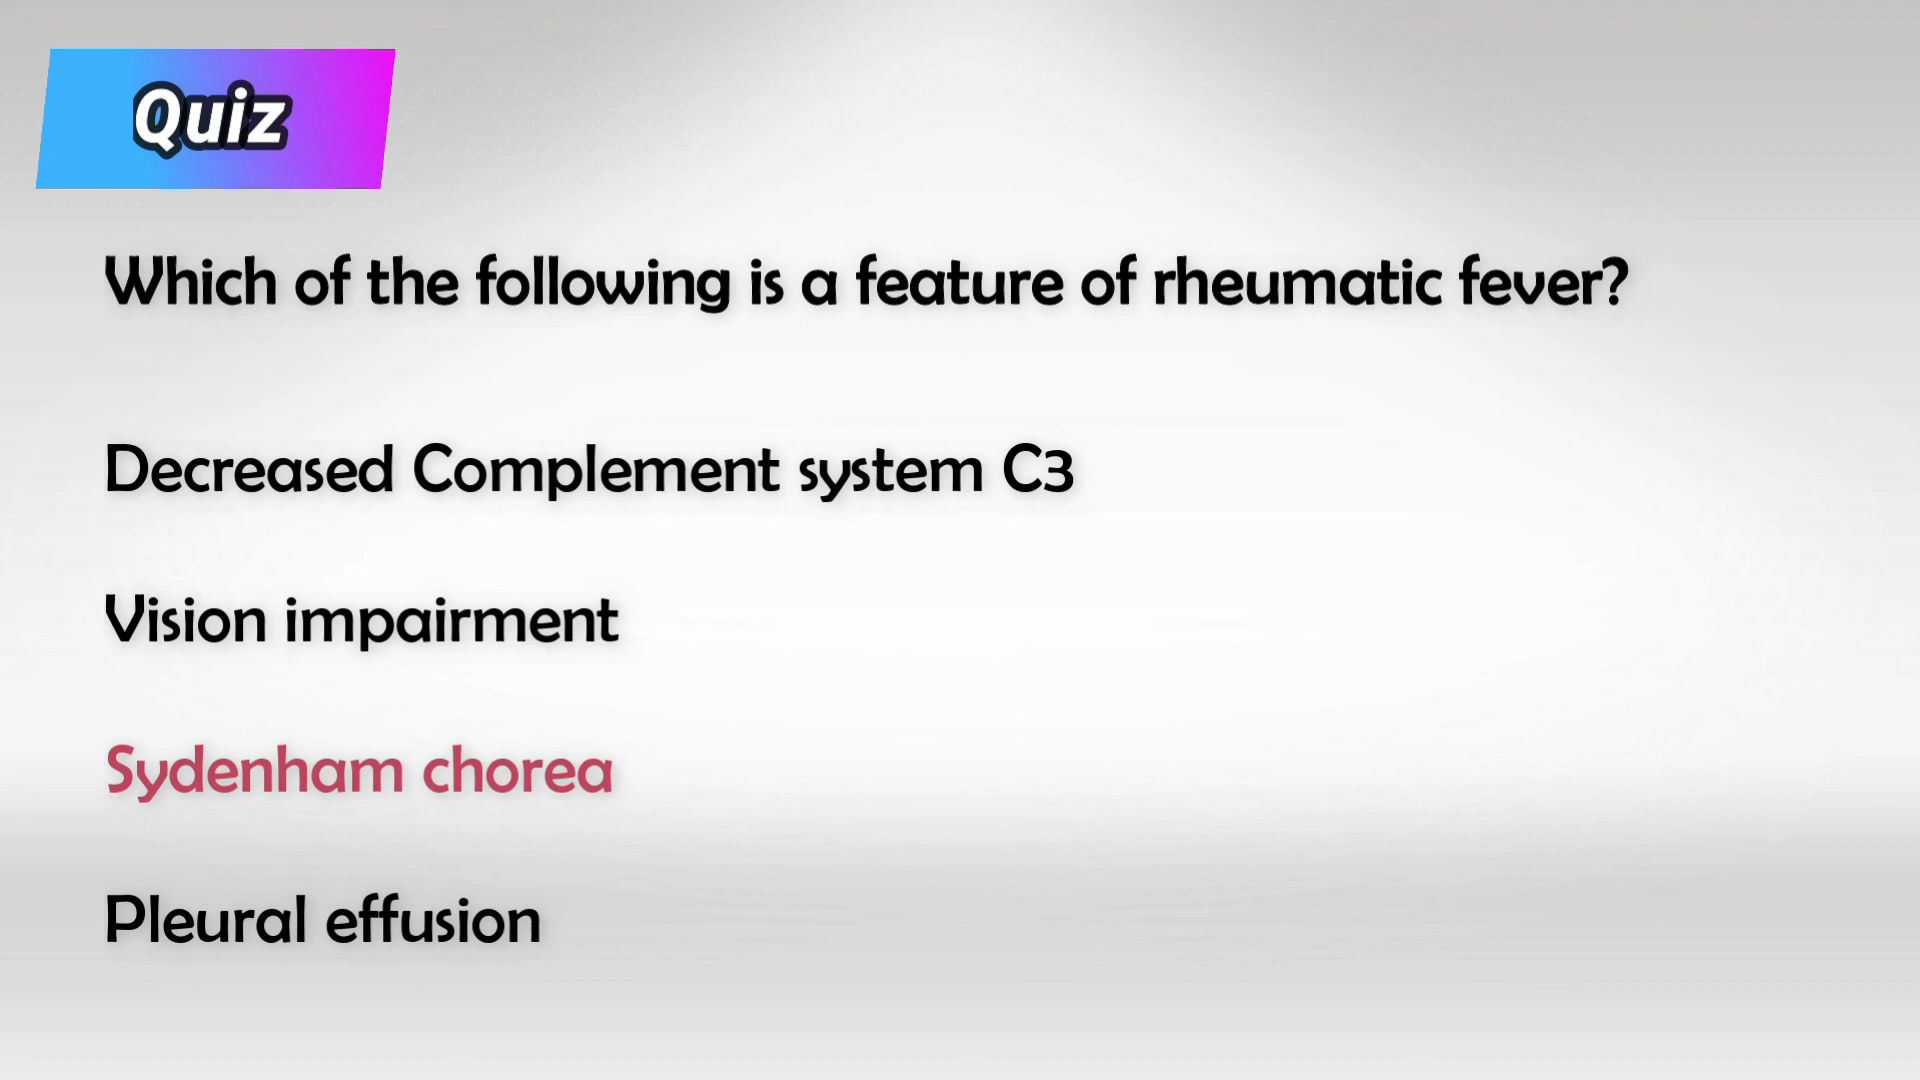 Quiz
Which of the following is a feature of rheumatic fever?
Decreased Complement system C3
Vision impairment
Sydenham chorea
Pleural effusion